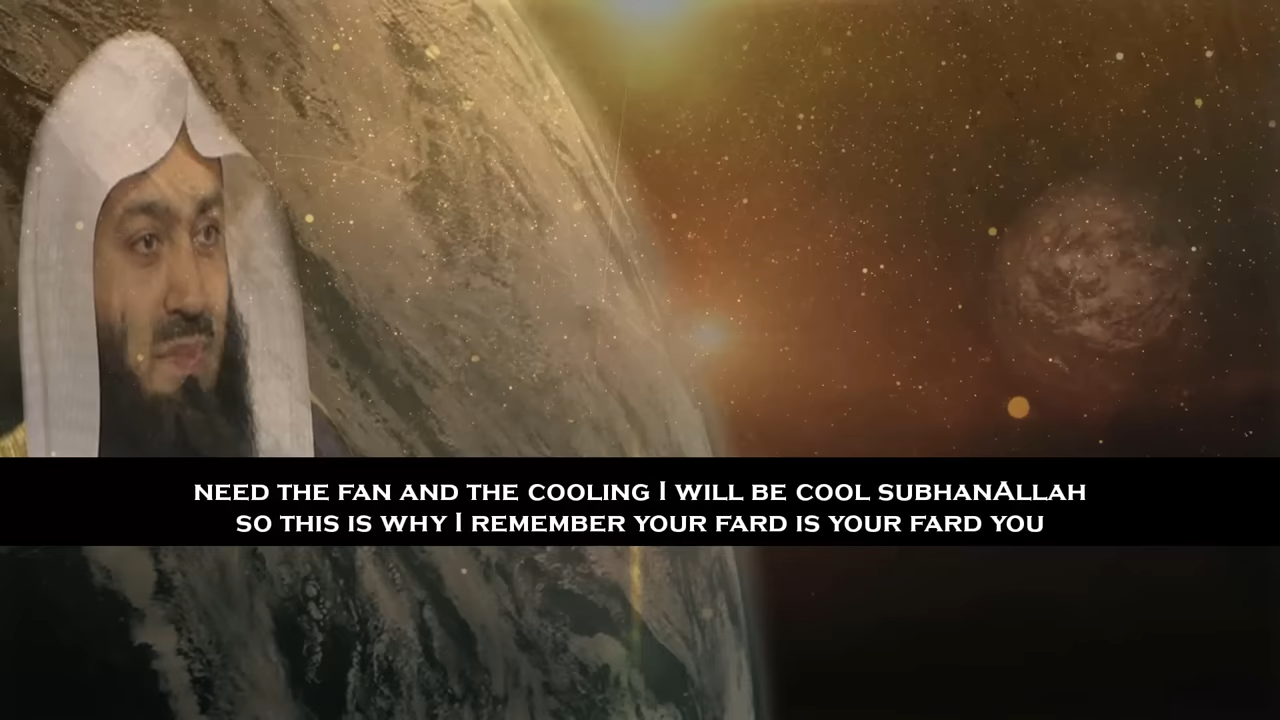 NEED THE FAN AND THE COOLING I WILL BE COOL SUBHANALLAH
SO THIS IS WHY I REMEMBER YOUR FARD IS YOUR FARD YOU